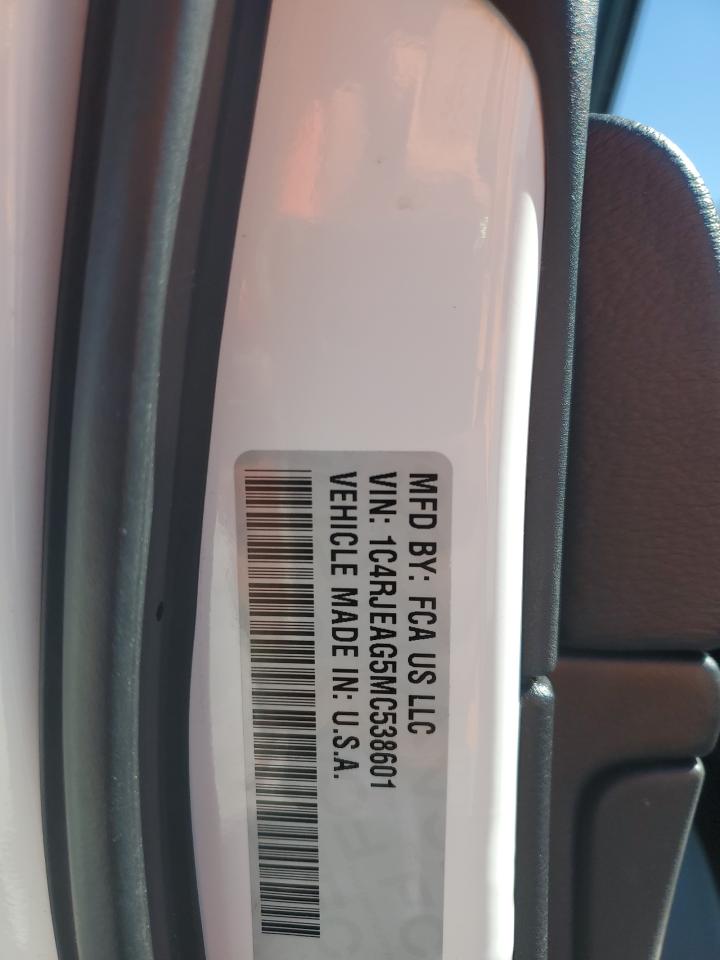 MFD BY: FCA US LLC
VIN: 1C4RJEAG5MC538601
VEHICLE MADE IN: U.S.A.